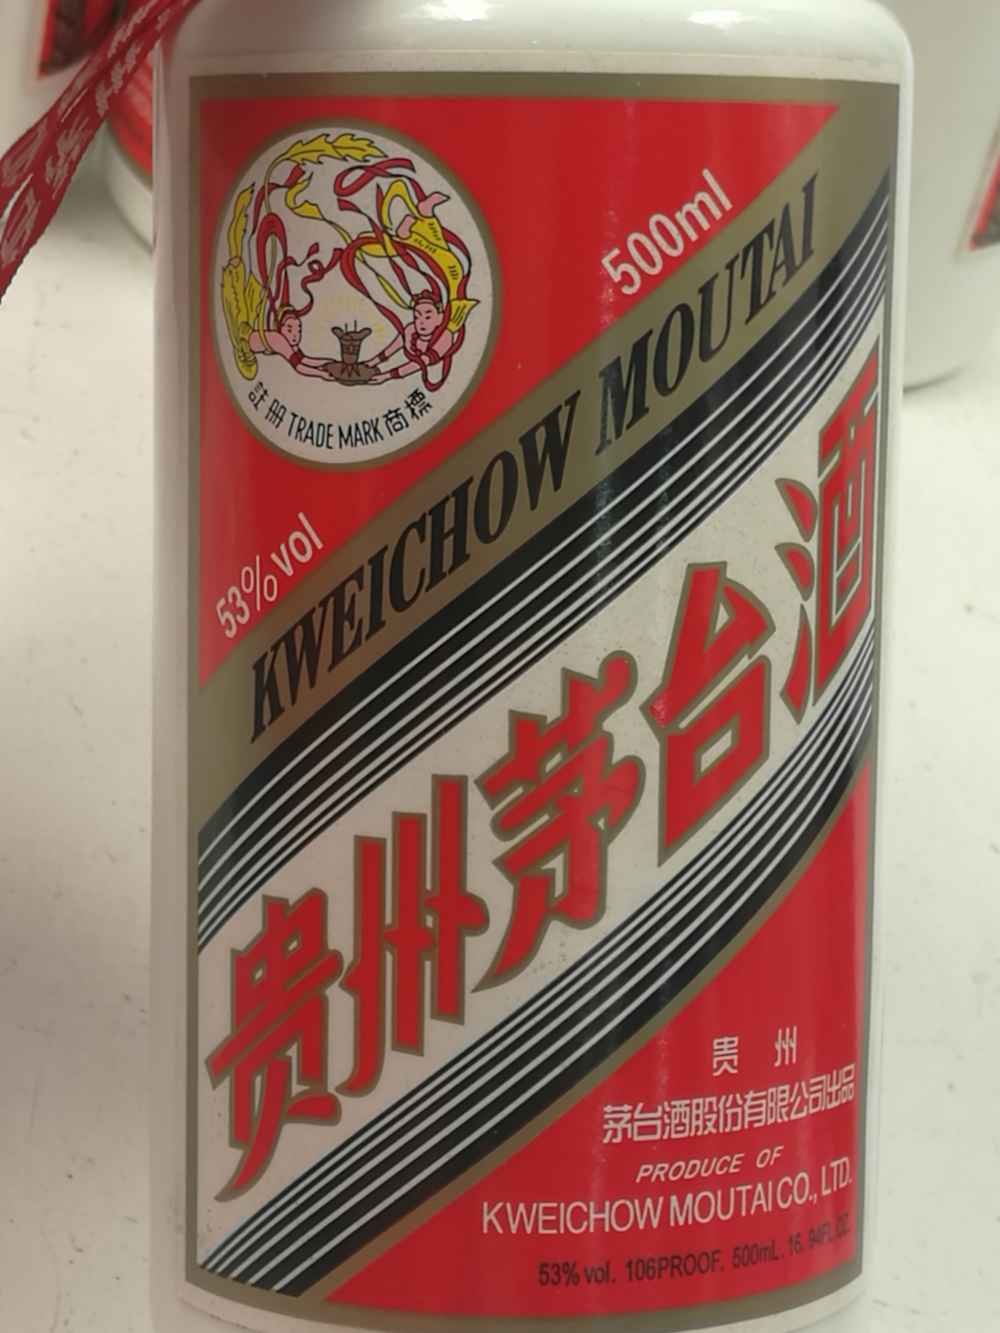 註册 TRADE MARK 商標
500ml
53%vol
KWEICHOW MOUTAI
贵州茅台酒
贵州
茅台酒股份有限公司出品
PRODUCE OF
KWEICHOW MOUTAI CO., LTD.
53% vol. 106PROOF. 500mL. 16. 94FL. OZ.